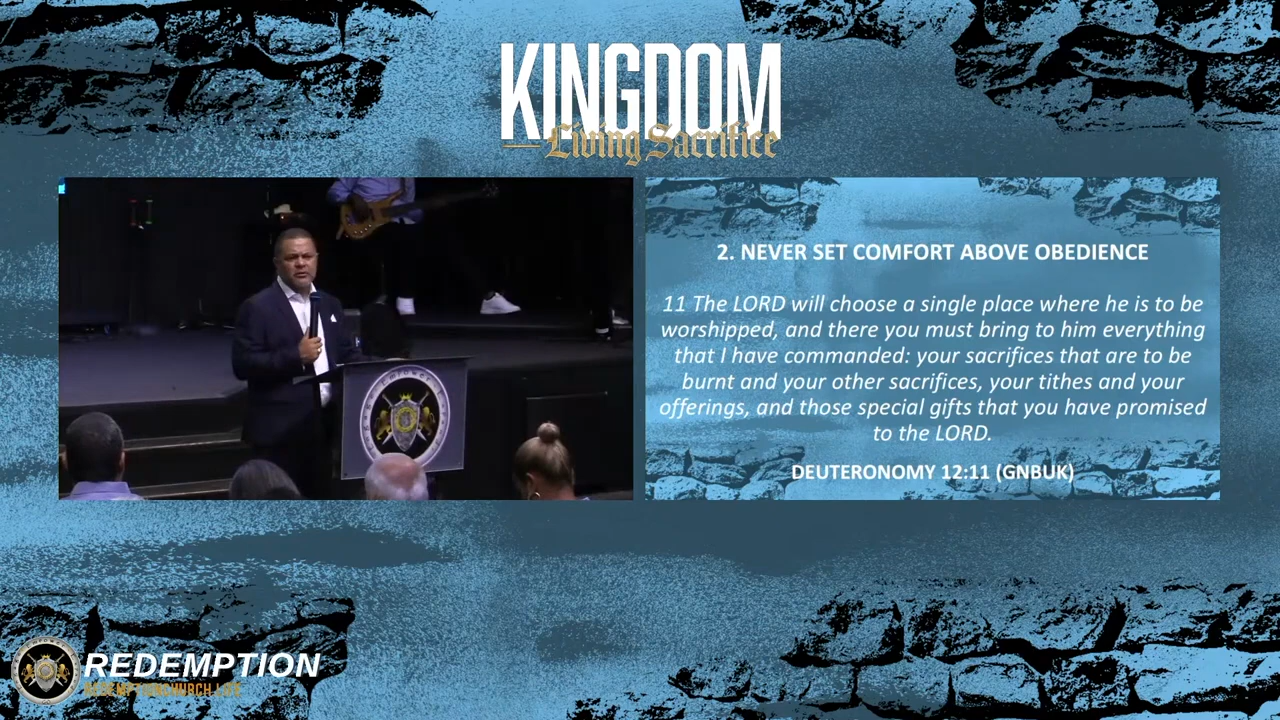 KINGDOM
Living Sacrifice
2. NEVER SET COMFORT ABOVE OBEDIENCE
11 The LORD will choose a single place where he is to be
worshipped, and there you must bring to him everything
that I have commanded: your sacrifices that are to be
burnt and your other sacrifices, your tithes and your
offerings, and those special gifts that you have promised
to the LORD.
DEUTERONOMY 12:11 (GNBUK)
REDEMPTION
REDEMPTIONCHURCH.LIFE